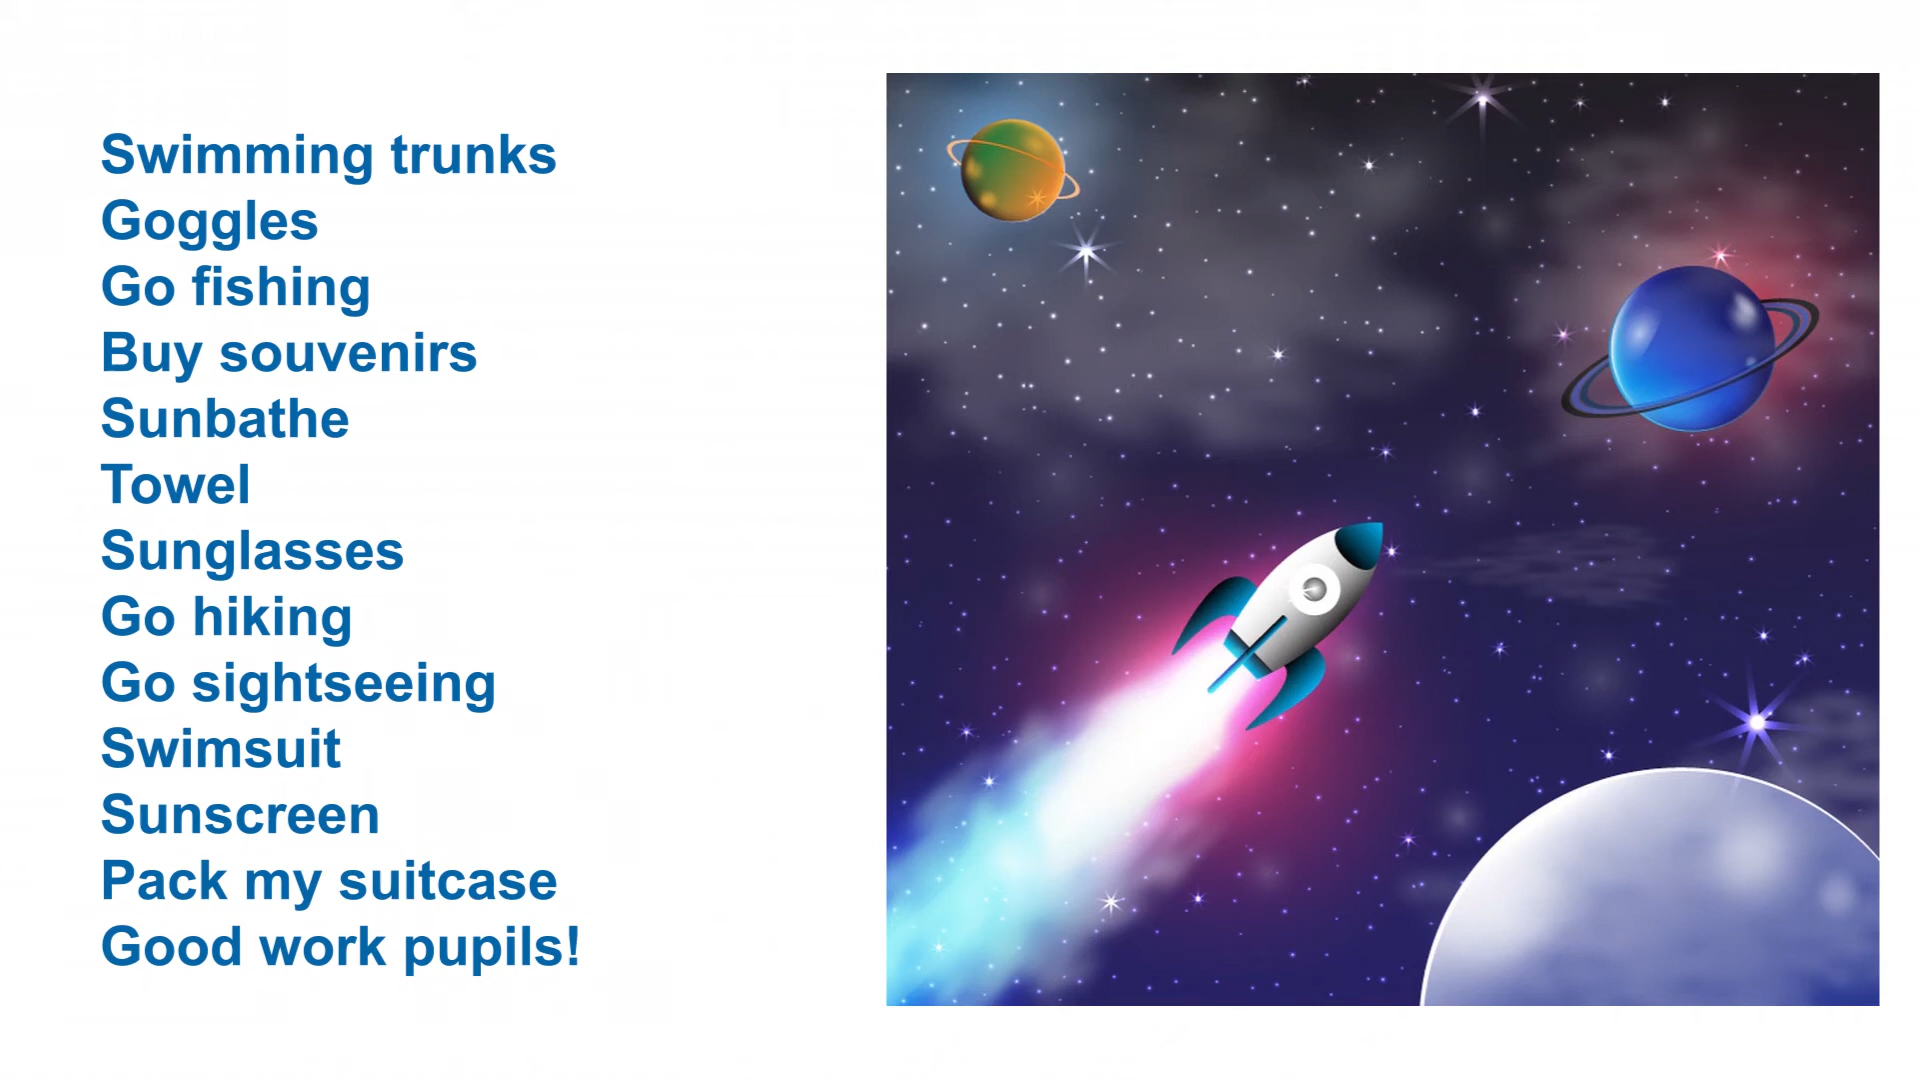 Swimming trunks
Goggles
Go fishing
Buy souvenirs
Sunbathe
Towel
Sunglasses
Go hiking
Go sightseeing
Swimsuit
Sunscreen
Pack my suitcase
Good work pupils!